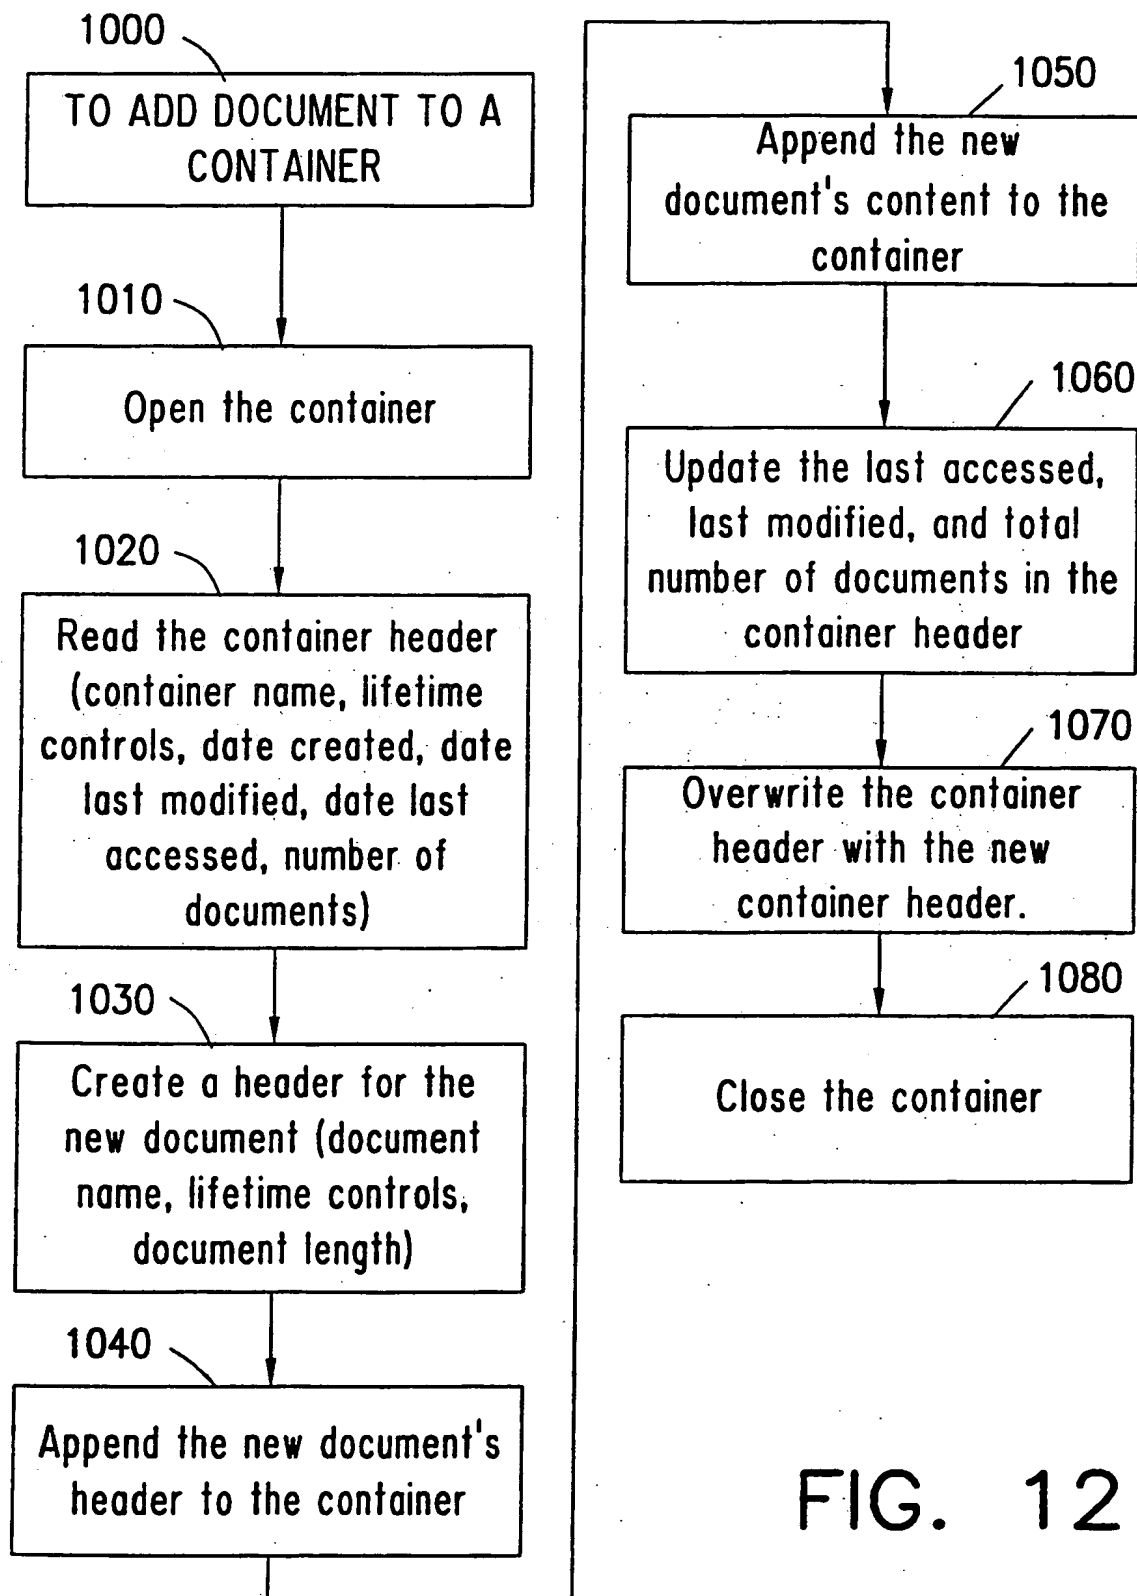 1000
TO ADD DOCUMENT TO A
CONTAINER
1010
Open the container
1020
Read the container header
(container name, lifetime
controls, date created, date
last modified, date last
accessed, number of
documents)
1030
Create a header for the
new document (document
name, lifetime controls,
document length)
1040
Append the new document's
header to the container
1050
Append the new
document's content to the
container
1060
Update the last accessed,
last modified, and total
number of documents in the
container header
1070
Overwrite the container
header with the new
container header.
1080
Close the container
FIG. 12